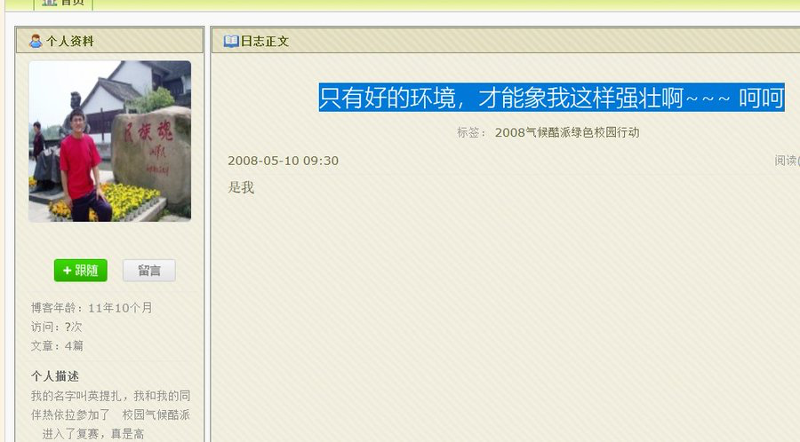 首页
个人资料
日志正文
民族魂
只有好的环境，才能象我这样强壮啊~~~ 呵呵
标签： 2008气候酷派绿色校园行动
2008-05-10 09:30
阅读(
是我
+ 跟随
留言
博客年龄：11年10个月
访问：?次
文章：4篇
个人描述
我的名字叫英提扎，我和我的同
伴热依拉参加了 校园气候酷派
进入了复赛，真是高